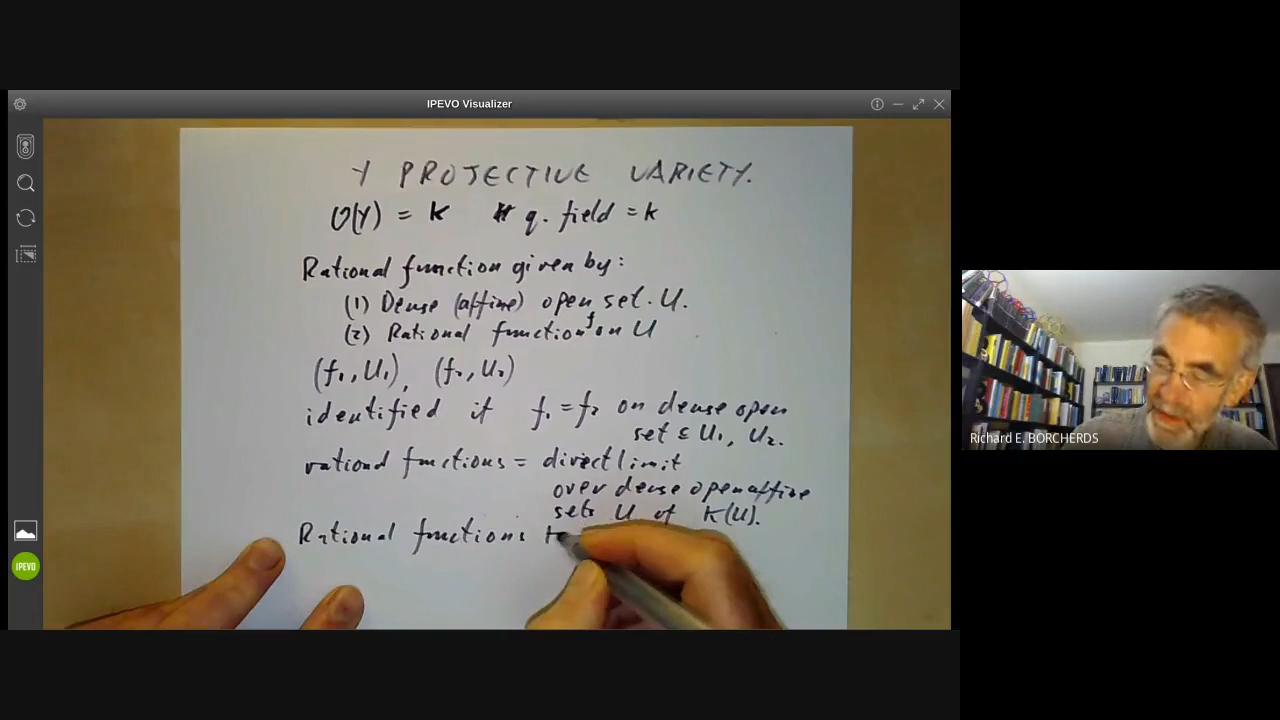 IPEVO Visualizer
Y PROJECTIVE VARIETY.
O(Y) = k q. field = k
Rational function given by:
(1) Dense (affine) open set U.
(2) Rational function f on U
(f₁, U₁), (f₂, U₂)
identified if f₁ = f₂ on dense open
set ⊆ U₁, U₂.
rational functions = direct limit
over dense open affine
sets U of K(U).
Rational functions
IPEVO
Richard E. BORCHERDS